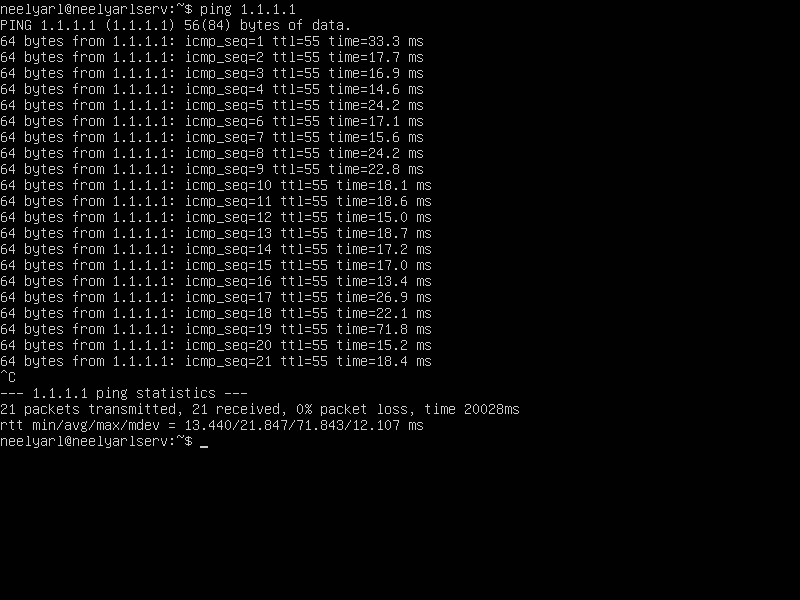 neelyarl@neelyarlserv:~$ ping 1.1.1.1
PING 1.1.1.1 (1.1.1.1) 56(84) bytes of data.
64 bytes from 1.1.1.1: icmp_seq=1 ttl=55 time=33.3 ms
64 bytes from 1.1.1.1: icmp_seq=2 ttl=55 time=17.7 ms
64 bytes from 1.1.1.1: icmp_seq=3 ttl=55 time=16.9 ms
64 bytes from 1.1.1.1: icmp_seq=4 ttl=55 time=14.6 ms
64 bytes from 1.1.1.1: icmp_seq=5 ttl=55 time=24.2 ms
64 bytes from 1.1.1.1: icmp_seq=6 ttl=55 time=17.1 ms
64 bytes from 1.1.1.1: icmp_seq=7 ttl=55 time=15.6 ms
64 bytes from 1.1.1.1: icmp_seq=8 ttl=55 time=24.2 ms
64 bytes from 1.1.1.1: icmp_seq=9 ttl=55 time=22.8 ms
64 bytes from 1.1.1.1: icmp_seq=10 ttl=55 time=18.1 ms
64 bytes from 1.1.1.1: icmp_seq=11 ttl=55 time=18.6 ms
64 bytes from 1.1.1.1: icmp_seq=12 ttl=55 time=15.0 ms
64 bytes from 1.1.1.1: icmp_seq=13 ttl=55 time=18.7 ms
64 bytes from 1.1.1.1: icmp_seq=14 ttl=55 time=17.2 ms
64 bytes from 1.1.1.1: icmp_seq=15 ttl=55 time=17.0 ms
64 bytes from 1.1.1.1: icmp_seq=16 ttl=55 time=13.4 ms
64 bytes from 1.1.1.1: icmp_seq=17 ttl=55 time=26.9 ms
64 bytes from 1.1.1.1: icmp_seq=18 ttl=55 time=22.1 ms
64 bytes from 1.1.1.1: icmp_seq=19 ttl=55 time=71.8 ms
64 bytes from 1.1.1.1: icmp_seq=20 ttl=55 time=15.2 ms
64 bytes from 1.1.1.1: icmp_seq=21 ttl=55 time=18.4 ms
^C
--- 1.1.1.1 ping statistics ---
21 packets transmitted, 21 received, 0% packet loss, time 20028ms
rtt min/avg/max/mdev = 13.440/21.847/71.843/12.107 ms
neelyarl@neelyarlserv:~$ _